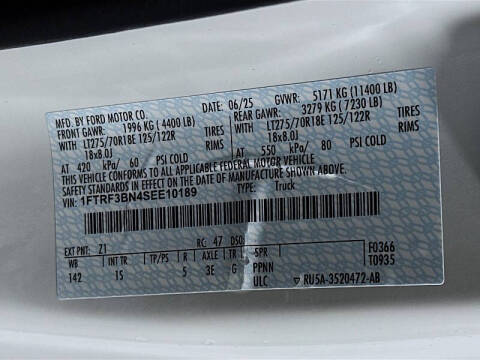 MFD. BY FORD MOTOR CO. DATE: 06/25 GVWR: 5171 KG (11400 LB)
FRONT GAWR: 1996 KG (4400 LB) REAR GAWR: 3279 KG (7230 LB)
WITH LT275/70R18E 125/122R TIRES WITH LT275/70R18E 125/122R TIRES
18x8.0J RIMS 18x8.0J RIMS
AT 420 kPa/ 60 PSI COLD AT 550 kPa/ 80 PSI COLD
THIS VEHICLE CONFORMS TO ALL APPLICABLE FEDERAL MOTOR VEHICLE
SAFETY STANDARDS IN EFFECT ON THE DATE OF MANUFACTURE SHOWN ABOVE.
VIN: 1FTRF3BN4SEE10189 TYPE: Truck
EXT PNT: Z1 RC: 47 DSO:
WB INT TR TP/PS R AXLE TR SPR F0366
142 1S 5 3E G PPNN T0935
ULC RU5A-3520472-AB